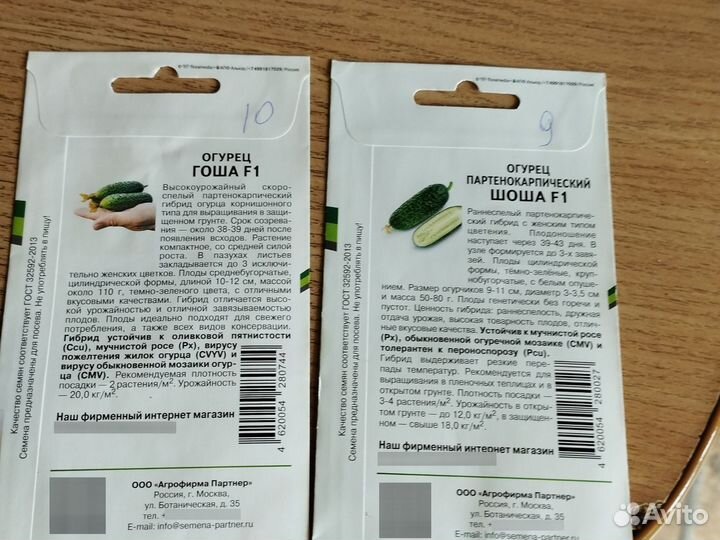 10
ОГУРЕЦ
ГОША F1
Высокоурожайный скоро-
спелый партенокарпический
гибрид огурца корнишонного
типа для выращивания в защи-
щенном грунте. Срок созрева-
ния — около 38-39 дней после
появления всходов. Растение
компактное, со средней силой
роста. В пазухах листьев
закладывается до 3 исключи-
тельно женских цветков. Плоды среднебугорчатые,
цилиндрической формы, длиной 10-12 см, массой
около 110 г, темно-зеленого цвета, с отличными
вкусовыми качествами. Гибрид отличается высо-
кой урожайностью и отличной завязываемостью
плодов. Плоды идеально подходят для свежего
потребления, а также всех видов консервации.
Гибрид устойчив к оливковой пятнистости
(Ccu), мучнистой росе (Px), вирусу
пожелтения жилок огурца (CVYV) и
вирусу обыкновенной мозаики огур-
ца (CMV). Рекомендуемая плотность
посадки — 2 растения/м². Урожайность
— 20,0 кг/м².
Наш фирменный интернет магазин
ООО «Агрофирма Партнер»
Россия, г. Москва,
ул. Ботаническая, д. 35
тел. +
E-mail: info@semena-partner.ru
Качество семян соответствует ГОСТ 32592-2013
Семена предназначены для посева. Не употреблять в пищу!
4 620054 280744
9
ОГУРЕЦ
ПАРТЕНОКАРПИЧЕСКИЙ
ШОША F1
Раннеспелый партенокарпичес-
кий гибрид с женским типом
цветения. Плодоношение
наступает через 39-43 дня. В
узле формируется до 3-х завя-
зей. Плоды цилиндрической
формы, тёмно-зелёные, круп-
нобугорчатые, с белым опуше-
нием. Размер огурчиков 9-11 см, диаметр 3-3,5 см
и масса 50-80 г. Плоды генетически без горечи и
пустот. Ценность гибрида: раннеспелость, дружная
отдача урожая, высокая товарность плодов, отлич-
ные вкусовые качества. Устойчив к мучнистой росе
(Px), обыкновенной огуречной мозаике (CMV) и
толерантен к пероноспорозу (Pcu).
Гибрид выдерживает резкие пере-
пады температур. Рекомендуется для
выращивания в пленочных теплицах и в
открытом грунте. Плотность посадки —
3-4 растения/м². Урожайность в откры-
том грунте — до 12,0 кг/м², в защищен-
ном — свыше 18,0 кг/м².
Наш фирменный интернет магазин
ООО «Агрофирма Партнер»
Россия, г. Москва,
ул. Ботаническая, д. 35
тел. +
E-mail: info@semena-partner.ru
Качество семян соответствует ГОСТ 32592-2013
Семена предназначены для посева. Не употреблять в пищу!
4 620054 280027
Avito